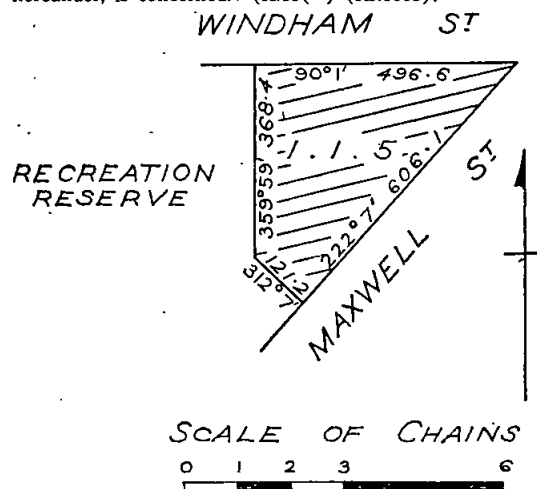 WINDHAM ST
90°1' 496·6
368·4
359°59'
1 . 1 . 5
606·1
222°7'
ST
RECREATION
RESERVE
121·2
312°7'
MAXWELL
SCALE OF CHAINS
0 1 2 3 6